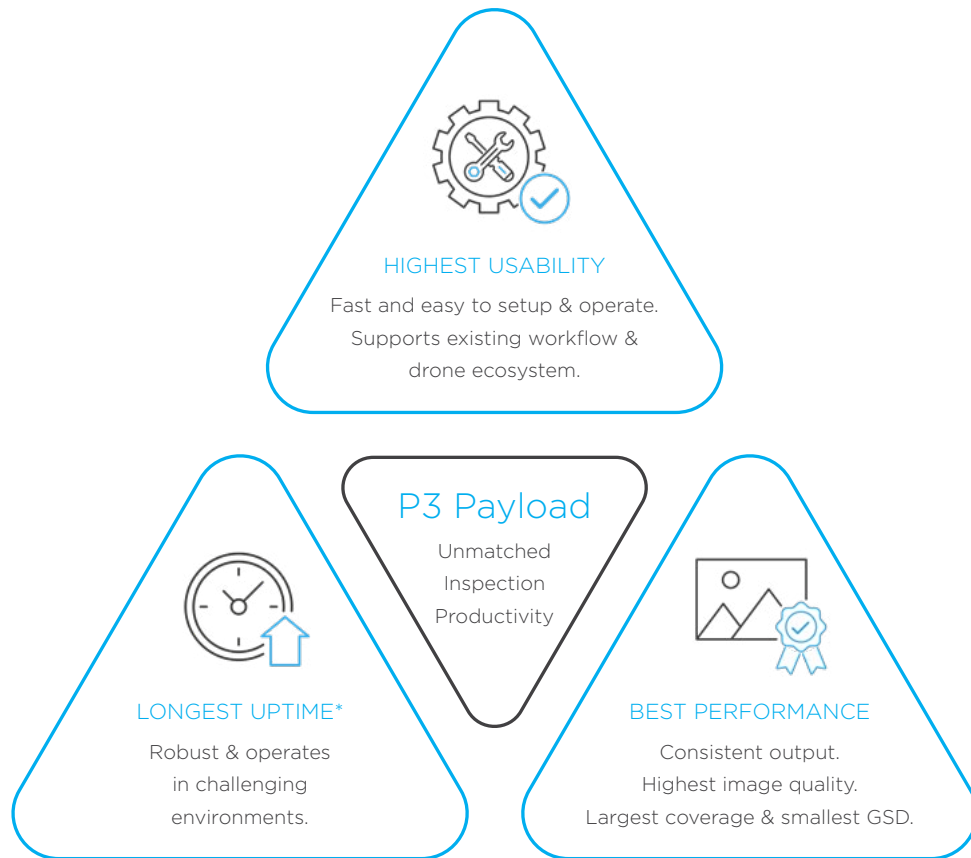 HIGHEST USABILITY
Fast and easy to setup & operate.
Supports existing workflow &
drone ecosystem.
P3 Payload
Unmatched
Inspection
Productivity
LONGEST UPTIME*
Robust & operates
in challenging
environments.
BEST PERFORMANCE
Consistent output.
Highest image quality.
Largest coverage & smallest GSD.